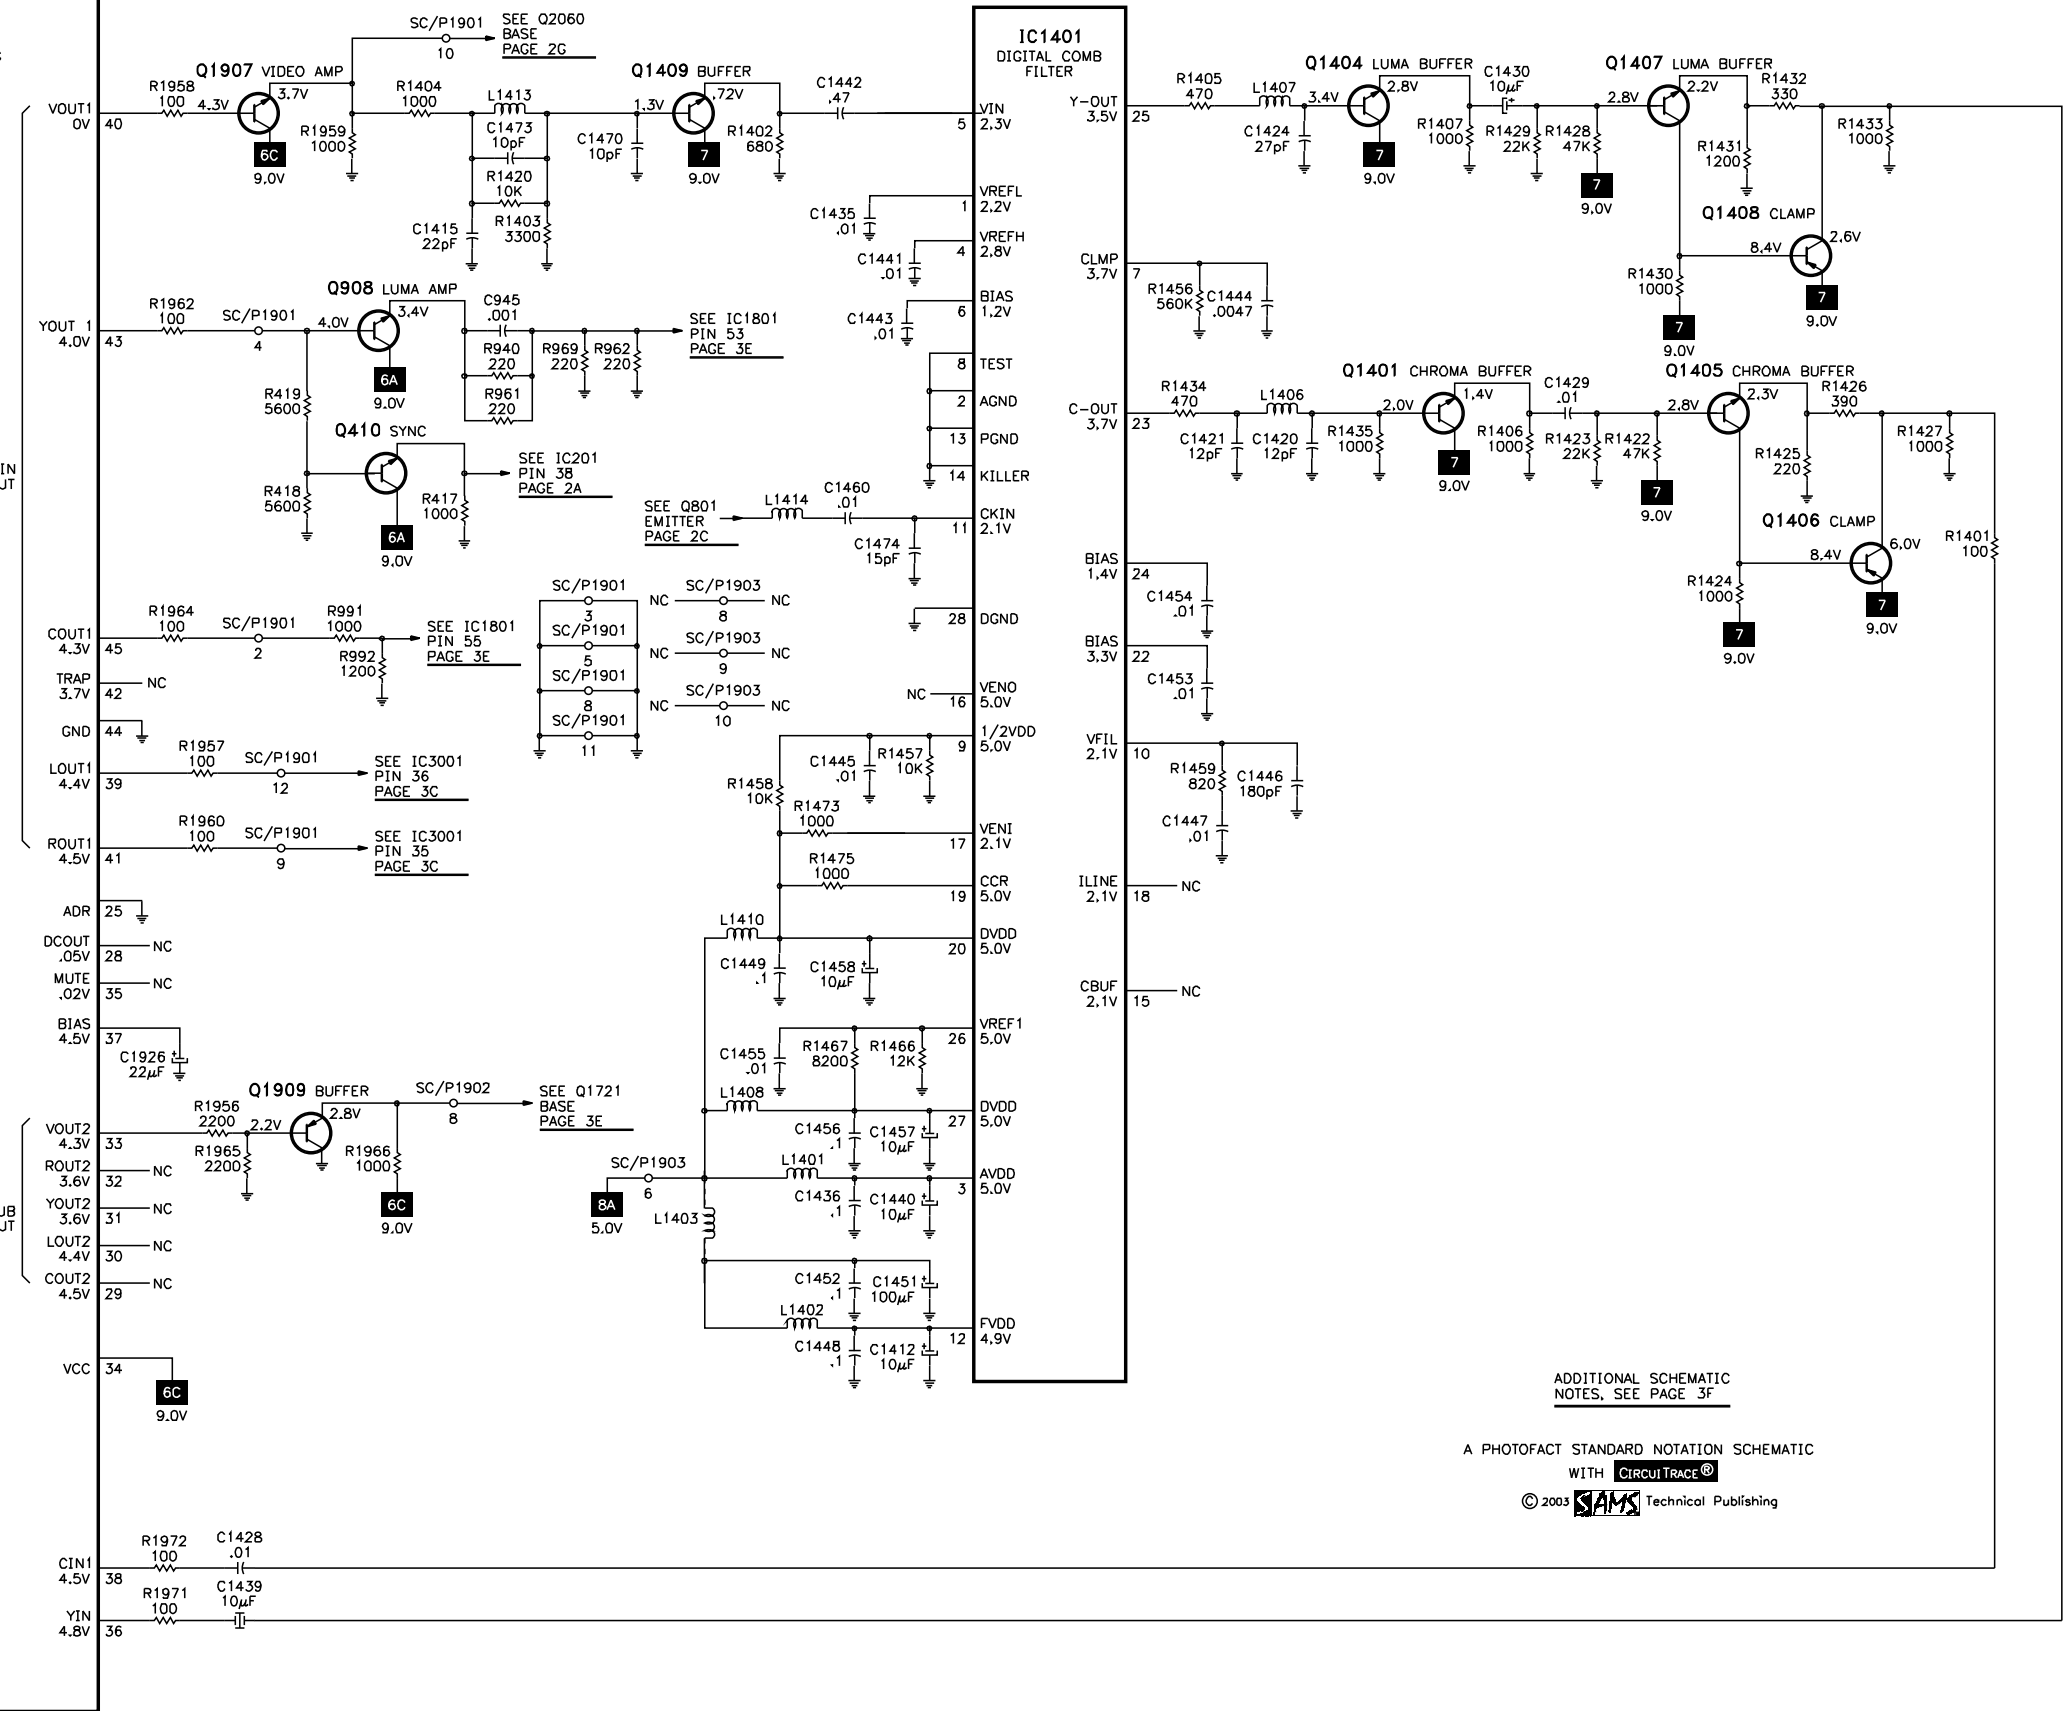 SC/P1901
10
SEE Q2060
BASE
PAGE 2G
Q1907 VIDEO AMP
R1958
100
4.3V
3.7V
6C
9.0V
VOUT1
0V
40
R1959
1000
R1404
1000
L1413
C1473
10pF
R1420
10K
R1403
3300
C1415
22pF
C1470
10pF
Q1409 BUFFER
1.3V
.72V
7
9.0V
R1402
680
C1442
.47
IC1401
DIGITAL COMB
FILTER
VIN
5 2.3V
VREFL
1 2.2V
C1435
.01
VREFH
4 2.8V
C1441
.01
BIAS
6 1.2V
C1443
.01
8 TEST
2 AGND
13 PGND
14 KILLER
CKIN
11 2.1V
28 DGND
VENO
NC 16 5.0V
1/2VDD
9 5.0V
VENI
17 2.1V
CCR
19 5.0V
DVDD
20 5.0V
VREF1
26 5.0V
DVDD
27 5.0V
AVDD
3 5.0V
FVDD
12 4.9V
Y-OUT
3.5V 25
CLMP
3.7V 7
C-OUT
3.7V 23
BIAS
1.4V 24
BIAS
3.3V 22
VFIL
2.1V 10
ILINE
2.1V 18 NC
CBUF
2.1V 15 NC
R1405
470
L1407
C1424
27pF
Q1404 LUMA BUFFER
3.4V
2.8V
7
9.0V
R1407
1000
C1430
10µF
R1429
22K
R1428
47K
7
9.0V
Q1407 LUMA BUFFER
2.8V
2.2V
R1432
330
R1431
1200
R1433
1000
Q1408 CLAMP
8.4V
2.6V
7
9.0V
R1430
1000
7
9.0V
R1456
560K
C1444
.0047
R1434
470
L1406
C1421
12pF
C1420
12pF
R1435
1000
Q1401 CHROMA BUFFER
2.0V
1.4V
7
9.0V
R1406
1000
C1429
.01
R1423
22K
R1422
47K
7
9.0V
Q1405 CHROMA BUFFER
2.8V
2.3V
R1426
390
R1425
220
R1427
1000
Q1406 CLAMP
8.4V
6.0V
7
9.0V
R1424
1000
7
9.0V
R1401
100
C1454
.01
C1453
.01
R1459
820
C1446
180pF
C1447
.01
YOUT 1
4.0V
43
R1962
100
SC/P1901
4
Q908 LUMA AMP
4.0V
3.4V
6A
9.0V
C945
.001
R940
220
R961
220
R969
220
R962
220
SEE IC1801
PIN 53
PAGE 3E
R419
5600
R418
5600
Q410 SYNC
6A
9.0V
R417
1000
SEE IC201
PIN 38
PAGE 2A
IN
UT
SEE Q801
EMITTER
PAGE 2C
L1414
C1460
.01
C1474
15pF
COUT1
4.3V
45
R1964
100
SC/P1901
2
R991
1000
R992
1200
SEE IC1801
PIN 55
PAGE 3E
SC/P1901
3
SC/P1901
5
SC/P1901
8
SC/P1901
11
SC/P1903
NC 8 NC
SC/P1903
NC 9 NC
SC/P1903
NC 10 NC
TRAP
3.7V 42 NC
GND 44
LOUT1
4.4V 39
R1957
100
SC/P1901
12
SEE IC3001
PIN 36
PAGE 3C
ROUT1
4.5V 41
R1960
100
SC/P1901
9
SEE IC3001
PIN 35
PAGE 3C
C1445
.01
R1457
10K
R1458
10K
R1473
1000
R1475
1000
L1410
C1449
.1
C1458
10µF
C1455
.01
R1467
8200
R1466
12K
L1408
C1456
.1
C1457
10µF
L1401
C1436
.1
C1440
10µF
SC/P1903
6
8A
5.0V
L1403
C1452
.1
C1451
100µF
L1402
C1448
.1
C1412
10µF
ADR 25
DCOUT
.05V 28 NC
MUTE
.02V 35 NC
BIAS
4.5V 37
C1926
22µF
VOUT2
4.3V 33
R1956
2200
R1965
2200
Q1909 BUFFER
2.2V
2.8V
R1966
1000
6C
9.0V
SC/P1902
8
SEE Q1721
BASE
PAGE 3E
ROUT2
3.6V 32 NC
YOUT2
3.6V 31 NC
UB
UT
LOUT2
4.4V 30 NC
COUT2
4.5V 29 NC
VCC 34
6C
9.0V
ADDITIONAL SCHEMATIC
NOTES, SEE PAGE 3F
A PHOTOFACT STANDARD NOTATION SCHEMATIC
WITH CIRCUITRACE®
© 2003 SAMS Technical Publishing
CIN1
4.5V 38
R1972
100
C1428
.01
YIN
4.8V 36
R1971
100
C1439
10µF